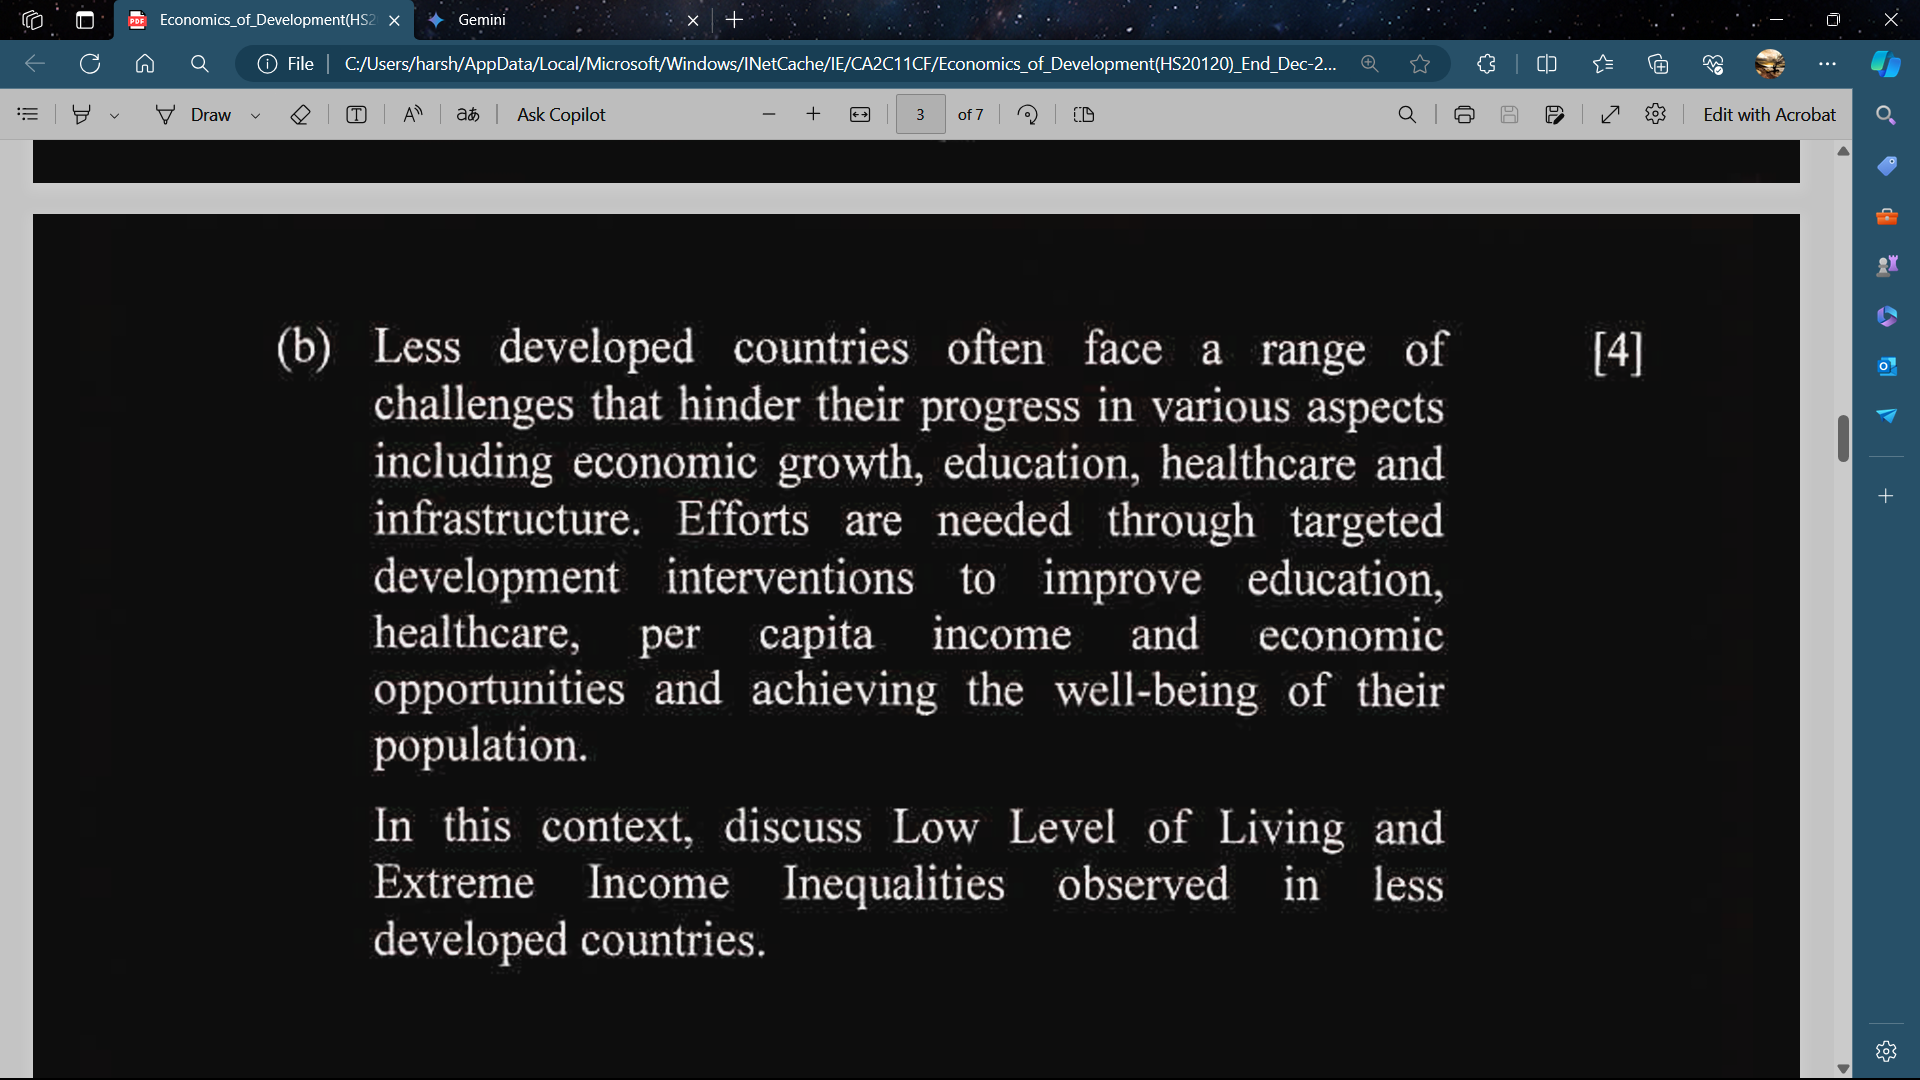 Economics_of_Development(HS2
Gemini
File
C:/Users/harsh/AppData/Local/Microsoft/Windows/INetCache/IE/CA2C11CF/Economics_of_Development(HS20120)_End_Dec-2...
Draw
Ask Copilot
3 of 7
Edit with Acrobat
(b) Less developed countries often face a range of [4]
challenges that hinder their progress in various aspects
including economic growth, education, healthcare and
infrastructure. Efforts are needed through targeted
development interventions to improve education,
healthcare, per capita income and economic
opportunities and achieving the well-being of their
population.
In this context, discuss Low Level of Living and
Extreme Income Inequalities observed in less
developed countries.